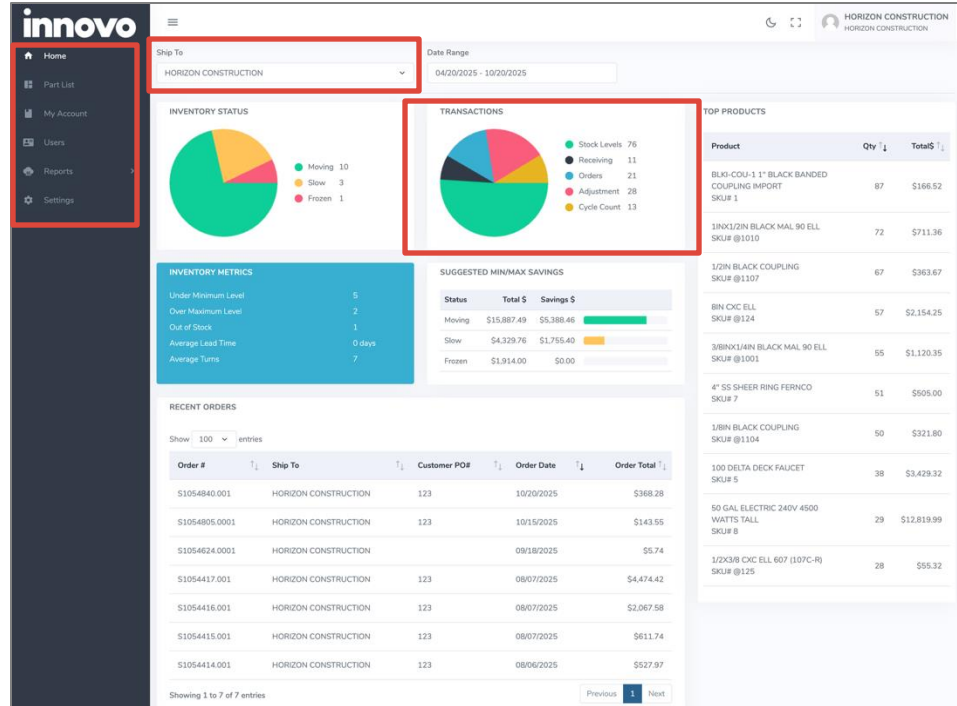 innovo
HORIZON CONSTRUCTION
HORIZON CONSTRUCTION
Home
Part List
My Account
Users
Reports
Settings
Ship To
HORIZON CONSTRUCTION
Date Range
04/20/2025 - 10/20/2025
INVENTORY STATUS
Moving 10
Slow 3
Frozen 1
TRANSACTIONS
Stock Levels 76
Receiving 11
Orders 21
Adjustment 28
Cycle Count 13
INVENTORY METRICS
Under Minimum Level 5
Over Maximum Level 2
Out of Stock 1
Average Lead Time 0 days
Average Turns 7
SUGGESTED MIN/MAX SAVINGS
Status Total $ Savings $
Moving $15,887.49 $5,388.46
Slow $4,329.76 $1,755.40
Frozen $1,914.00 $0.00
TOP PRODUCTS
Product Qty Total$
BLKI-COU-1 1" BLACK BANDED
COUPLING IMPORT
SKU# 1
87 $166.52
1INX1/2IN BLACK MAL 90 ELL
SKU# @1010
72 $711.36
1/2IN BLACK COUPLING
SKU# @1107
67 $363.67
8IN CXC ELL
SKU# @124
57 $2,154.25
3/8INX1/4IN BLACK MAL 90 ELL
SKU# @1001
55 $1,120.35
4" SS SHEER RING FERNCO
SKU# 7
51 $505.00
1/8IN BLACK COUPLING
SKU# @1104
50 $321.80
100 DELTA DECK FAUCET
SKU# 5
38 $3,429.32
50 GAL ELECTRIC 240V 4500
WATTS TALL
SKU# 8
29 $12,819.99
1/2X3/8 CXC ELL 607 (107C-R)
SKU# @125
28 $55.32
RECENT ORDERS
Show 100 entries
Order # Ship To Customer PO# Order Date Order Total
S1054840.001 HORIZON CONSTRUCTION 123 10/20/2025 $368.28
S1054805.0001 HORIZON CONSTRUCTION 123 10/15/2025 $143.55
S1054624.0001 HORIZON CONSTRUCTION 09/18/2025 $5.74
S1054417.001 HORIZON CONSTRUCTION 123 08/07/2025 $4,474.42
S1054416.001 HORIZON CONSTRUCTION 123 08/07/2025 $2,067.58
S1054415.001 HORIZON CONSTRUCTION 123 08/07/2025 $611.74
S1054414.001 HORIZON CONSTRUCTION 123 08/06/2025 $527.97
Showing 1 to 7 of 7 entries
Previous 1 Next